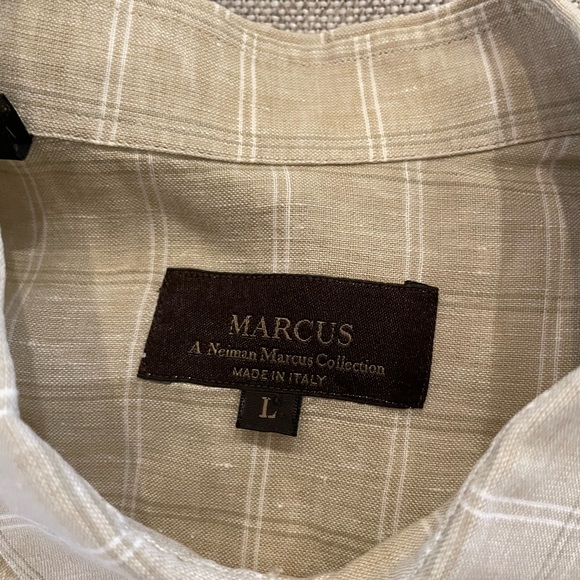 MARCUS
A Neiman Marcus Collection
MADE IN ITALY
L